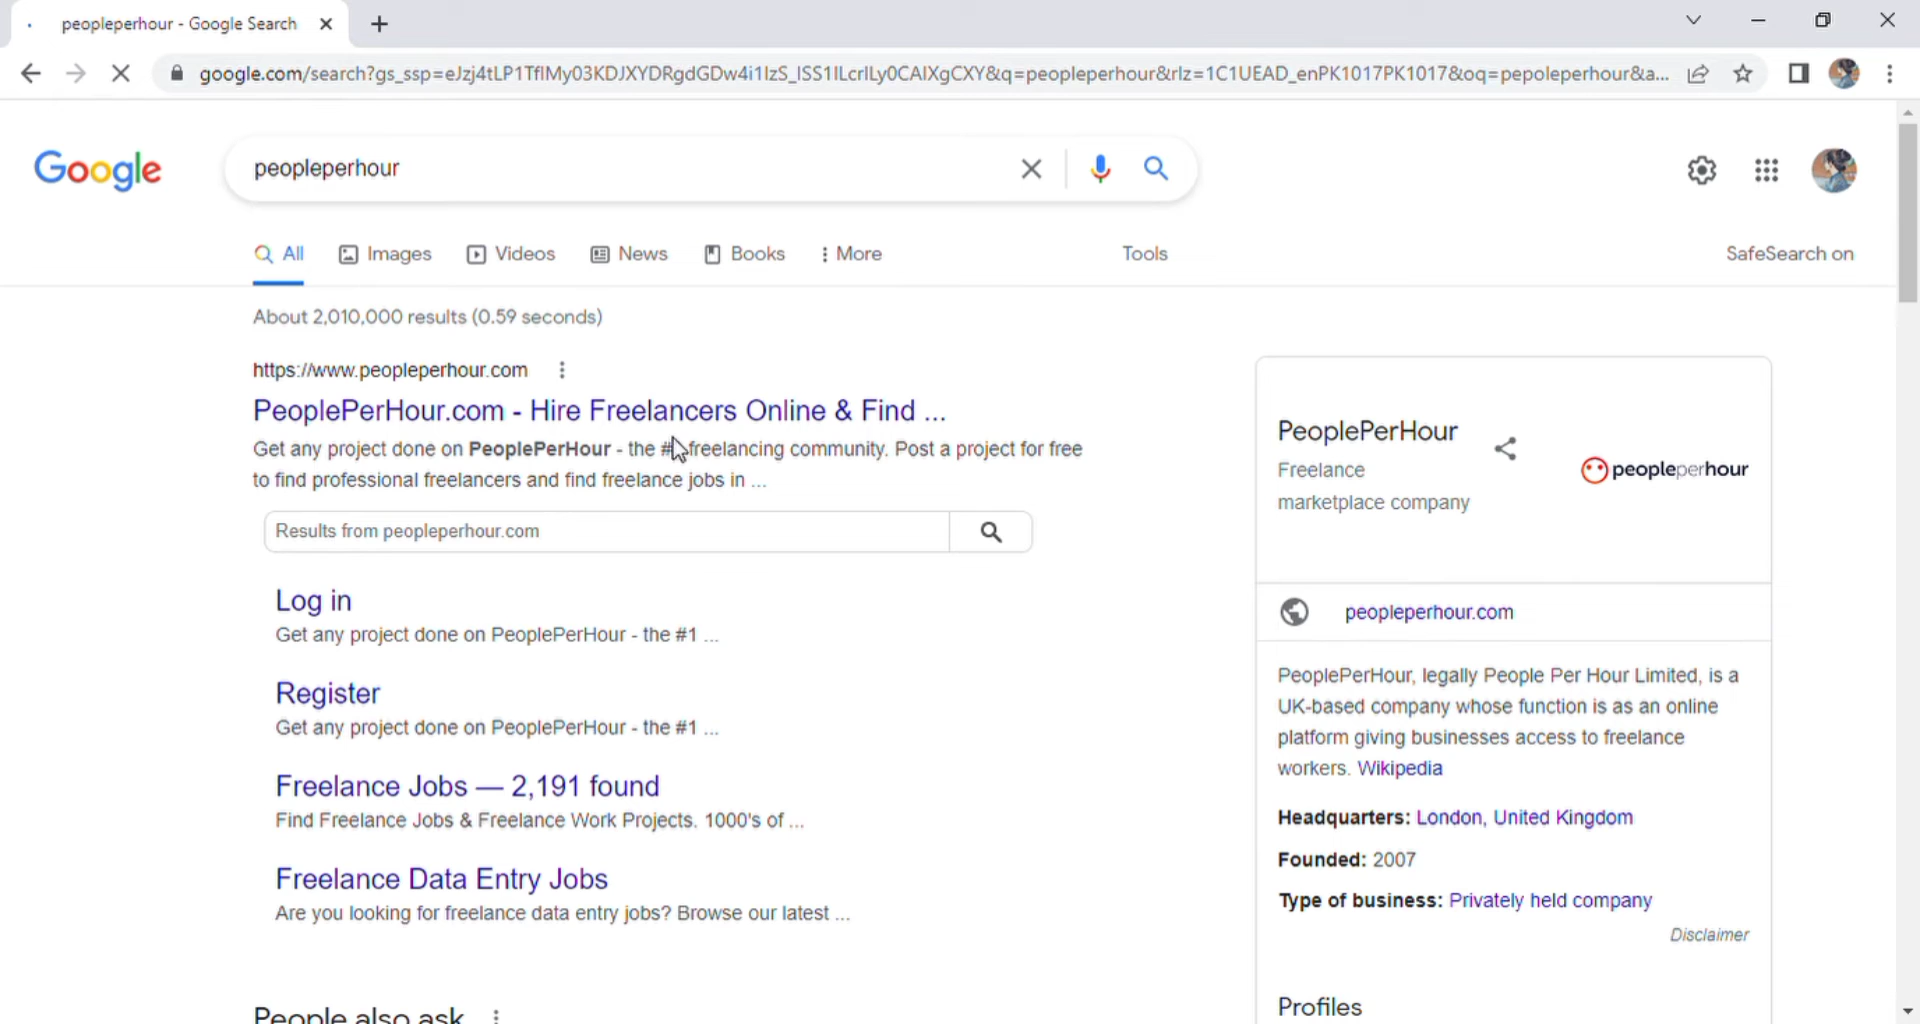 peopleperhour - Google Search
google.com/search?gs_ssp=eJzj4tLP1TfIMy03KDJXYDRgdGDw4i1IzS_ISS1ILcrILy0CAIXgCXY&q=peopleperhour&rlz=1C1UEAD_enPK1017PK1017&oq=pepoleperhour&a...
Google
peopleperhour
All Images Videos News Books More Tools SafeSearch on
About 2,010,000 results (0.59 seconds)
https://www.peopleperhour.com
PeoplePerHour.com - Hire Freelancers Online & Find ...
Get any project done on PeoplePerHour - the # freelancing community. Post a project for free
to find professional freelancers and find freelance jobs in ...
Results from peopleperhour.com
Log in
Get any project done on PeoplePerHour - the #1 ...
Register
Get any project done on PeoplePerHour - the #1 ...
Freelance Jobs — 2,191 found
Find Freelance Jobs & Freelance Work Projects. 1000's of ...
Freelance Data Entry Jobs
Are you looking for freelance data entry jobs? Browse our latest ...
People also ask
PeoplePerHour
Freelance
marketplace company
peopleperhour
peopleperhour.com
PeoplePerHour, legally People Per Hour Limited, is a
UK-based company whose function is as an online
platform giving businesses access to freelance
workers. Wikipedia
Headquarters: London, United Kingdom
Founded: 2007
Type of business: Privately held company
Disclaimer
Profiles